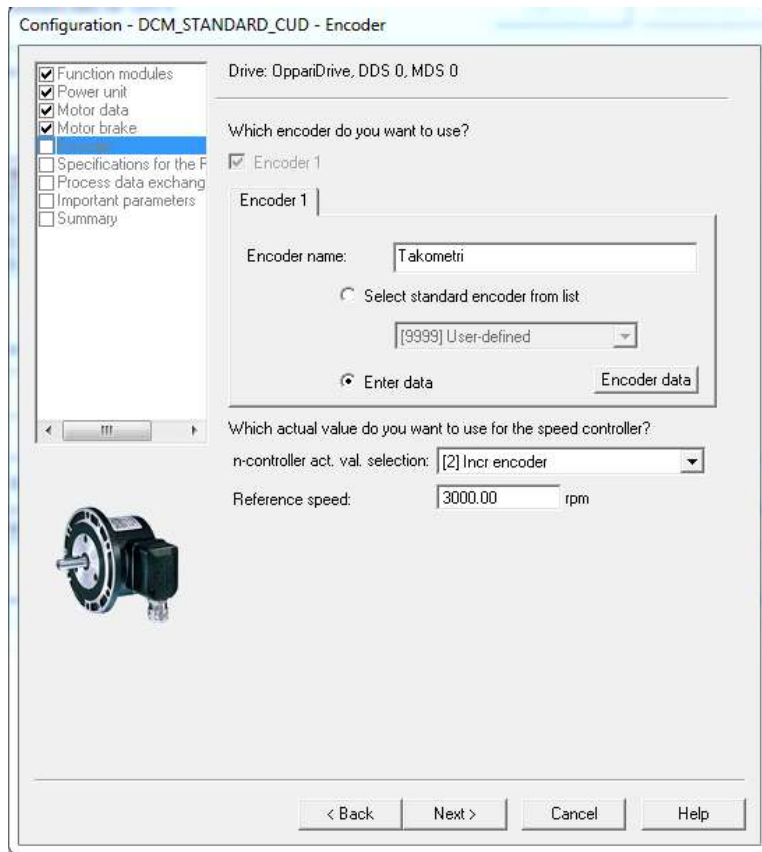 Configuration - DCM_STANDARD_CUD - Encoder
Function modules
Power unit
Motor data
Motor brake
Specifications for the
Process data exchang
Important parameters
Summary
Drive: OppariDrive, DDS 0, MDS 0
Which encoder do you want to use?
Encoder 1
Encoder 1
Encoder name: Takometri
Select standard encoder from list
[9999] User-defined
Enter data Encoder data
Which actual value do you want to use for the speed controller?
n-controller act. val. selection: [2] Incr encoder
Reference speed: 3000.00 rpm
< Back Next > Cancel Help